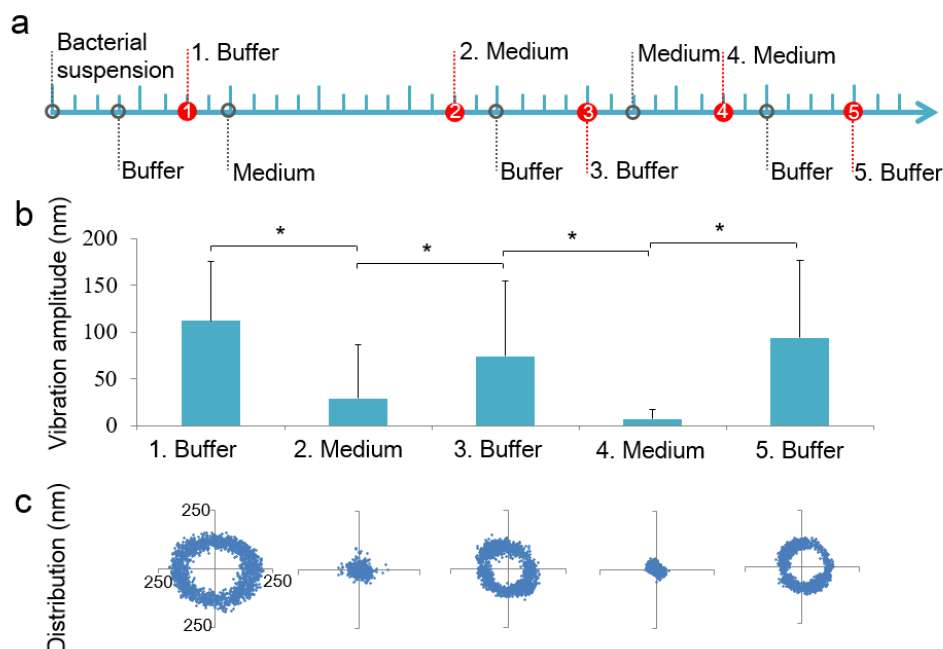 a
Bacterial
suspension
1. Buffer
2. Medium
Medium
4. Medium
1
2
3
4
5
Buffer
Medium
Buffer
3. Buffer
Buffer
5. Buffer
b
Vibration amplitude (nm)
200
150
100
50
0
*
*
*
*
1. Buffer
2. Medium
3. Buffer
4. Medium
5. Buffer
c
Distribution (nm)
250
250
250
250